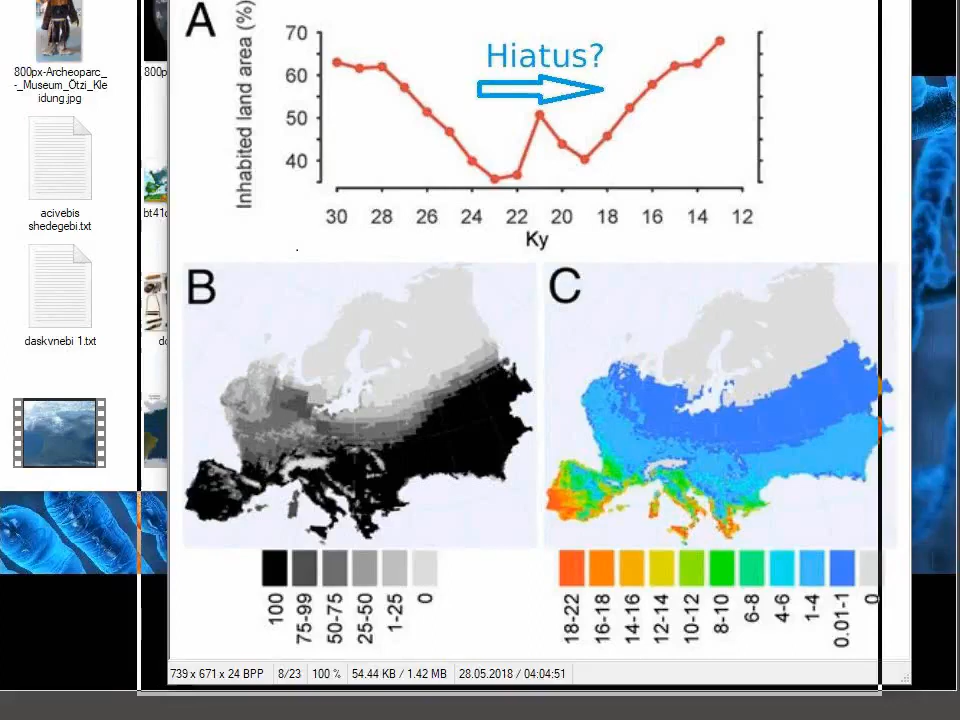 800px-Archeoparc_
-_Museum_Ötzi_Kle
idung.jpg
800p
acivebis
shedegebi.txt
daskvnebi 1.txt
A
Inhabited land area (%)
70
60
50
40
Hiatus?
30 28 26 24 22 20 18 16 14 12
Ky
B
100
75-99
50-75
25-50
1-25
0
C
18-22
16-18
14-16
12-14
10-12
8-10
6-8
4-6
1-4
0.01-1
0
739 x 671 x 24 BPP 8/23 100 % 54.44 KB / 1.42 MB 28.05.2018 / 04:04:51